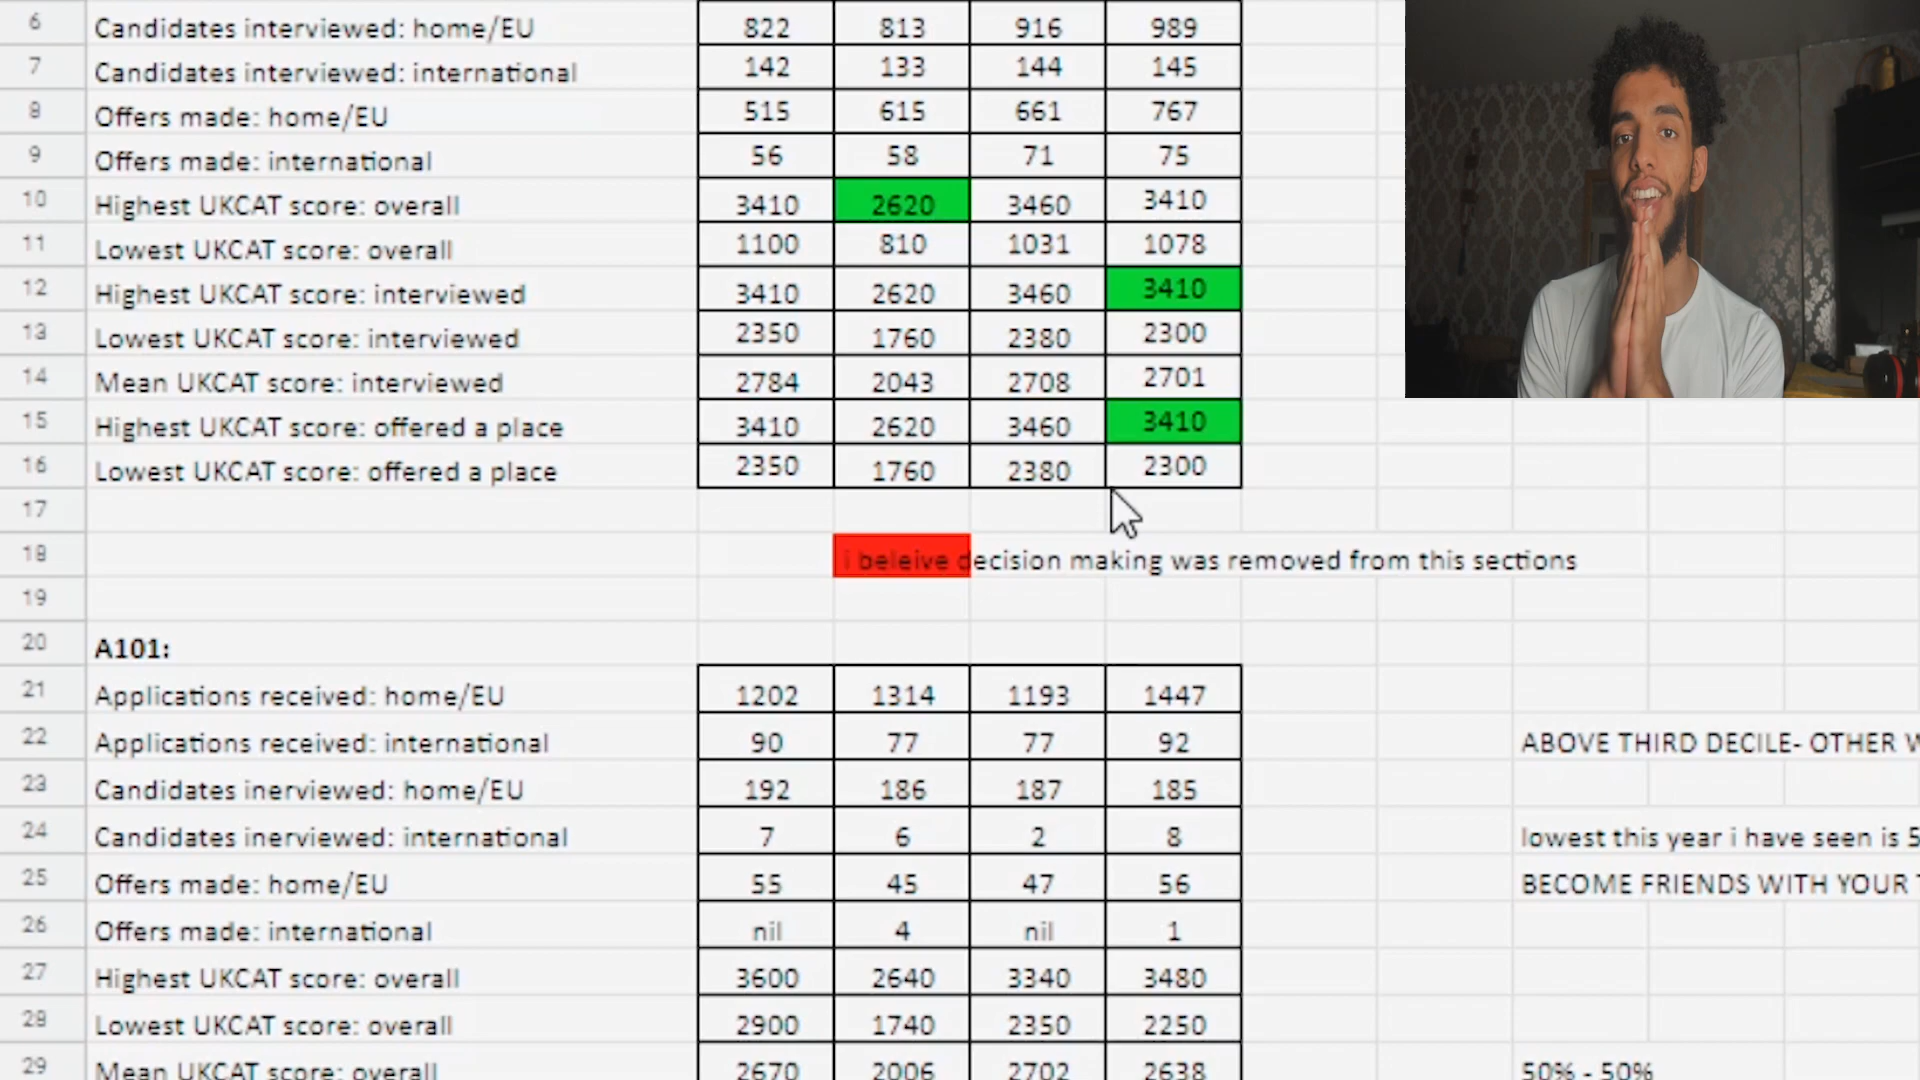 6 Candidates interviewed: home/EU 822 813 916 989
7 Candidates interviewed: international 142 133 144 145
8 Offers made: home/EU 515 615 661 767
9 Offers made: international 56 58 71 75
10 Highest UKCAT score: overall 3410 2620 3460 3410
11 Lowest UKCAT score: overall 1100 810 1031 1078
12 Highest UKCAT score: interviewed 3410 2620 3460 3410
13 Lowest UKCAT score: interviewed 2350 1760 2380 2300
14 Mean UKCAT score: interviewed 2784 2043 2708 2701
15 Highest UKCAT score: offered a place 3410 2620 3460 3410
16 Lowest UKCAT score: offered a place 2350 1760 2380 2300
17
18 i beleive decision making was removed from this sections
19
20 A101:
21 Applications received: home/EU 1202 1314 1193 1447
22 Applications received: international 90 77 77 92 ABOVE THIRD DECILE- OTHER
23 Candidates inerviewed: home/EU 192 186 187 185
24 Candidates inerviewed: international 7 6 2 8 lowest this year i have seen is 5
25 Offers made: home/EU 55 45 47 56 BECOME FRIENDS WITH YOUR
26 Offers made: international nil 4 nil 1
27 Highest UKCAT score: overall 3600 2640 3340 3480
28 Lowest UKCAT score: overall 2900 1740 2350 2250
29 Mean UKCAT score: overall 2670 2006 2702 2638 50% - 50%